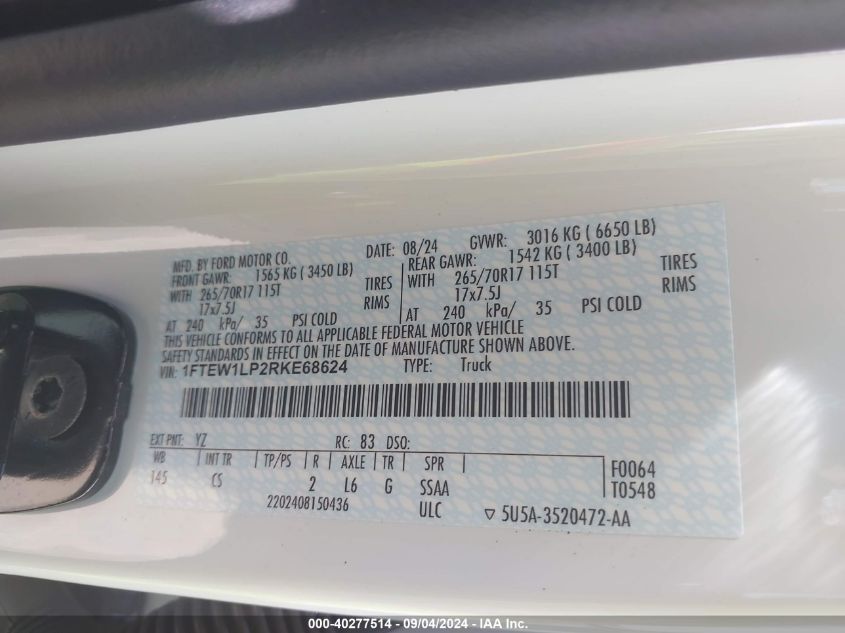 MFD. BY FORD MOTOR CO. DATE: 08/24 GVWR: 3016 KG ( 6650 LB)
FRONT GAWR: 1565 KG ( 3450 LB) REAR GAWR: 1542 KG ( 3400 LB)
WITH 265/70R17 115T TIRES WITH 265/70R17 115T TIRES
17x7.5J RIMS 17x7.5J RIMS
AT 240 kPa/ 35 PSI COLD AT 240 kPa/ 35 PSI COLD
THIS VEHICLE CONFORMS TO ALL APPLICABLE FEDERAL MOTOR VEHICLE
SAFETY STANDARDS IN EFFECT ON THE DATE OF MANUFACTURE SHOWN ABOVE.
VIN: 1FTEW1LP2RKE68624 TYPE: Truck
EXT PNT: YZ RC: 83 DSO:
WB INT TR TP/PS R AXLE TR SPR F0064
145 CS 2 L6 G SSAA T0548
2202408150436 ULC ▽ 5U5A-3520472-AA
000-40277514 - 09/04/2024 - IAA Inc.